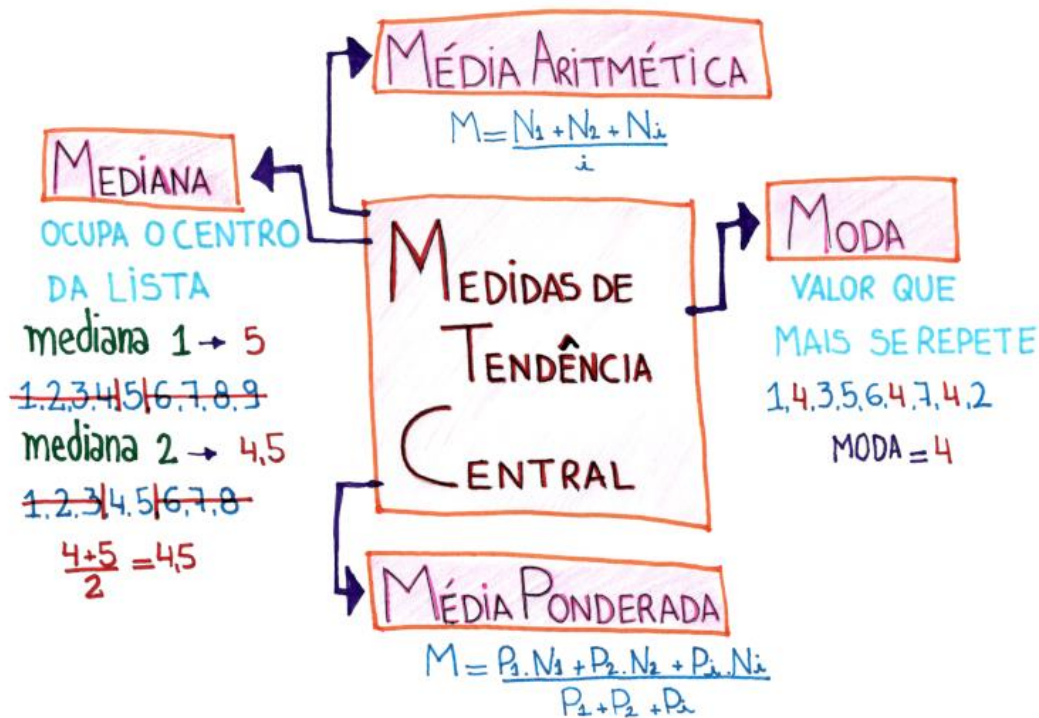 MÉDIA ARITMÉTICA
M = N₁ + N₂ + Nᵢ
i
MEDIANA
OCUPA O CENTRO
DA LISTA
mediana 1 → 5
1,2,3,4|5|6,7,8,9
mediana 2 → 4,5
1,2,3|4,5|6,7,8
4+5
2
= 4,5
MEDIDAS DE
TENDÊNCIA
CENTRAL
MODA
VALOR QUE
MAIS SE REPETE
1,4,3,5,6,4,7,4,2
MODA = 4
MÉDIA PONDERADA
M = P₁.N₁ + P₂.N₂ + Pᵢ.Nᵢ
P₁ + P₂ + Pᵢ